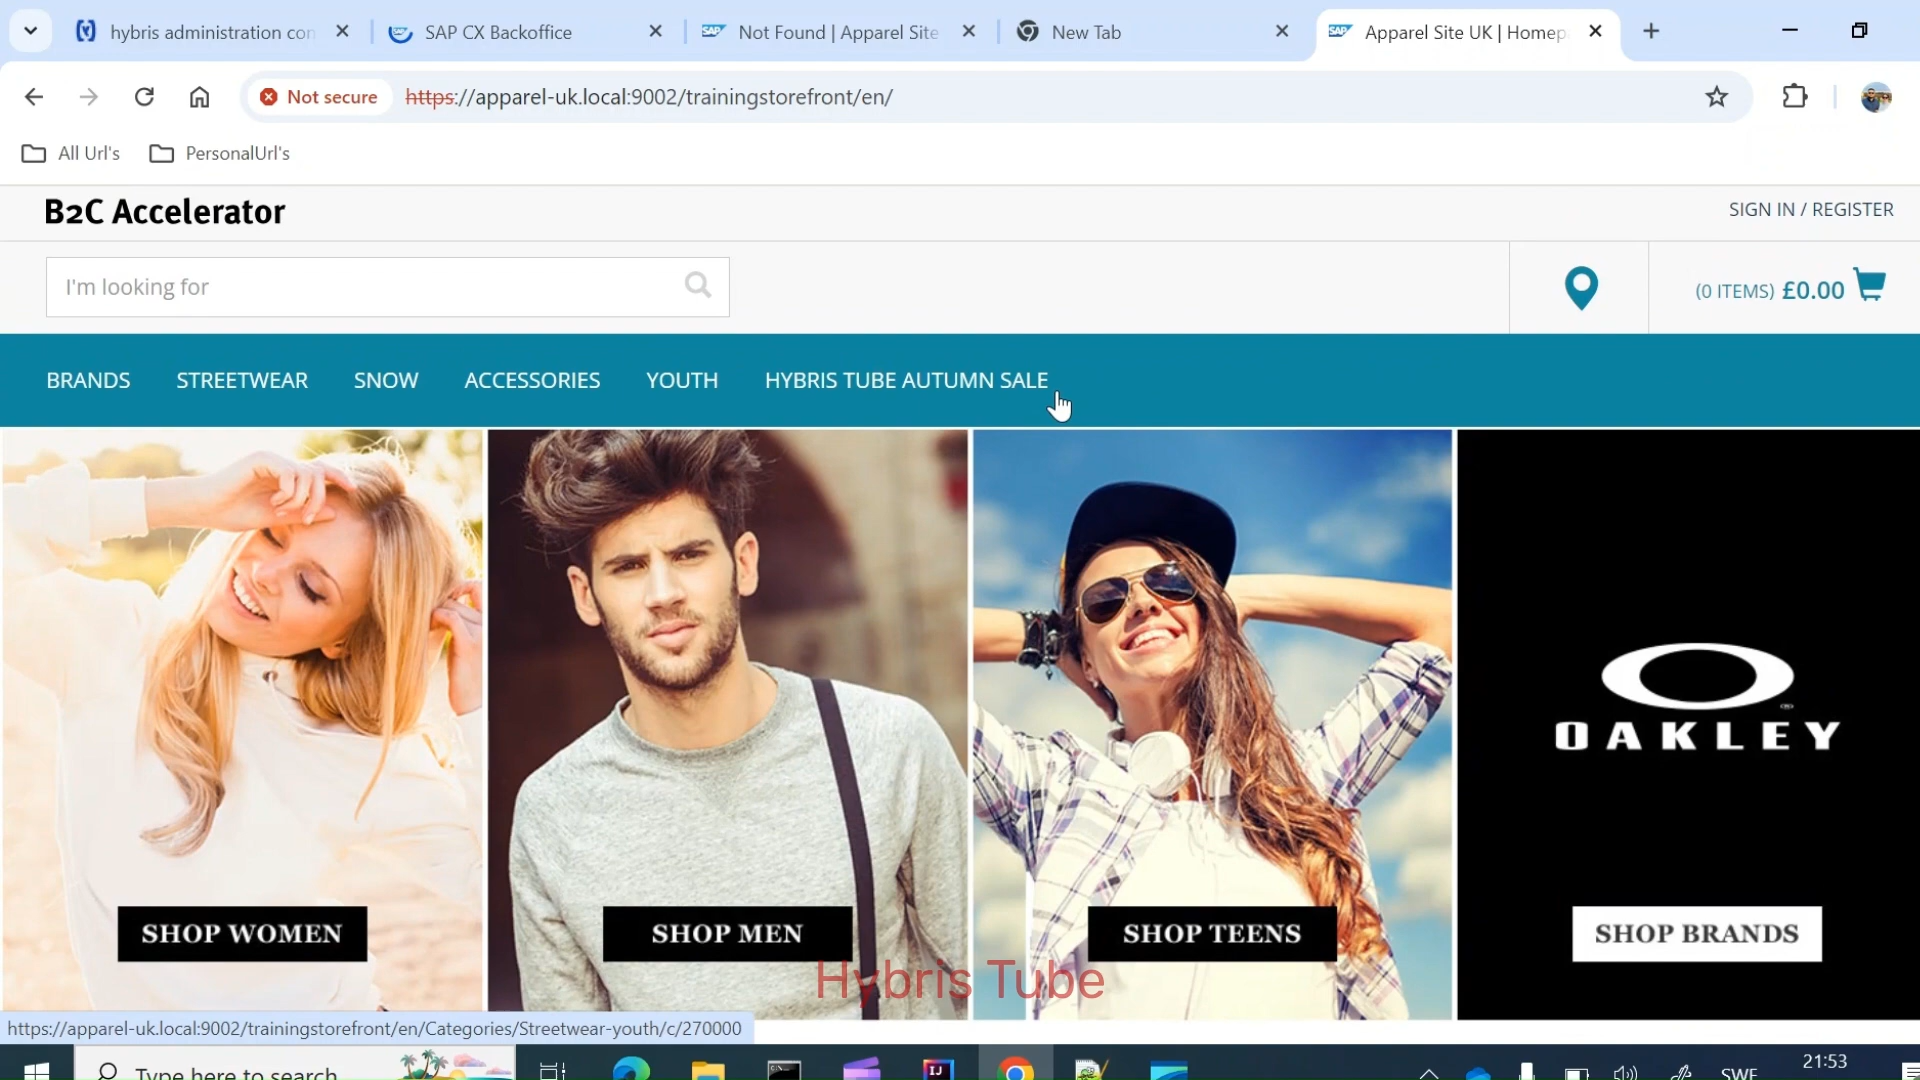 hybris administration con
SAP CX Backoffice
Not Found | Apparel Site
New Tab
Apparel Site UK | Homep
Not secure
https://apparel-uk.local:9002/trainingstorefront/en/
All Url's
PersonalUrl's
B2C Accelerator
SIGN IN / REGISTER
I'm looking for
(0 ITEMS) £0.00
BRANDS
STREETWEAR
SNOW
ACCESSORIES
YOUTH
HYBRIS TUBE AUTUMN SALE
OAKLEY
SHOP WOMEN
SHOP MEN
SHOP TEENS
SHOP BRANDS
Hybris Tube
https://apparel-uk.local:9002/trainingstorefront/en/Categories/Streetwear-youth/c/270000
Type here to search
IJ
SWE
21:53